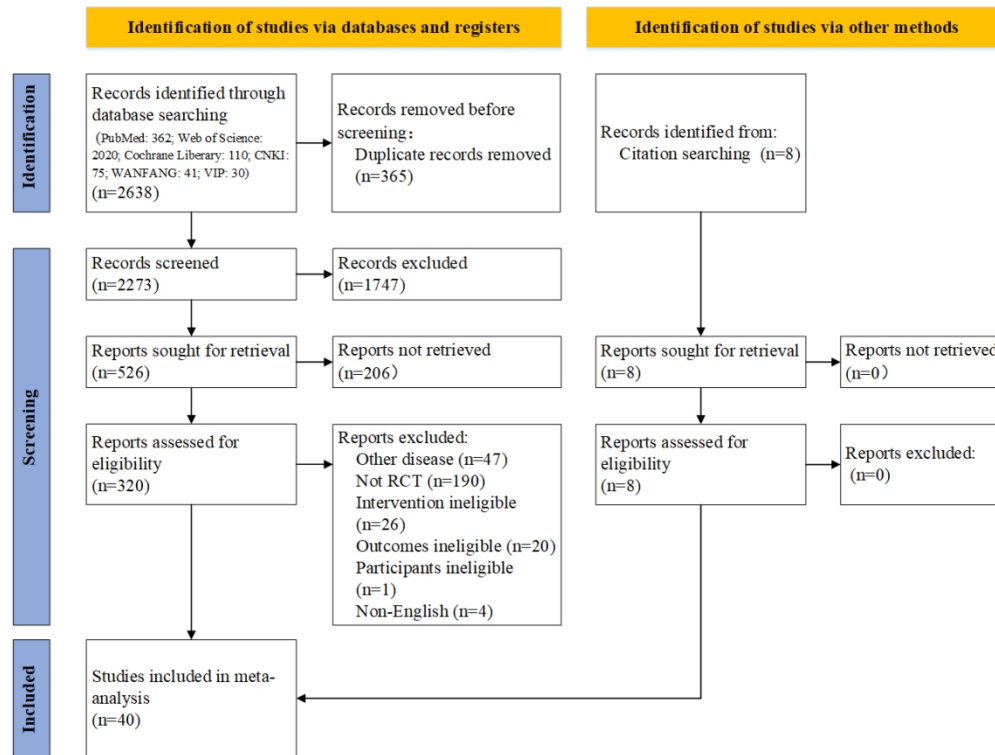 Identification of studies via databases and registers
Identification of studies via other methods
Identification
Records identified through
database searching
(PubMed: 362; Web of Science:
2020; Cochrane Liberary: 110; CNKI:
75; WANFANG: 41; VIP: 30)
(n=2638)
Records removed before
screening：
Duplicate records removed
(n=365)
Records identified from:
Citation searching (n=8)
Screening
Records screened
(n=2273)
Records excluded
(n=1747)
Reports sought for retrieval
(n=526)
Reports not retrieved
(n=206）
Reports sought for retrieval
(n=8)
Reports not retrieved
(n=0）
Reports assessed for
eligibility
(n=320)
Reports excluded:
Other disease (n=47)
Not RCT (n=190)
Intervention ineligible
(n=26)
Outcomes ineligible (n=20)
Participants ineligible
(n=1)
Non-English (n=4)
Reports assessed for
eligibility
(n=8)
Reports excluded:
(n=0)
Included
Studies included in meta-
analysis
(n=40)